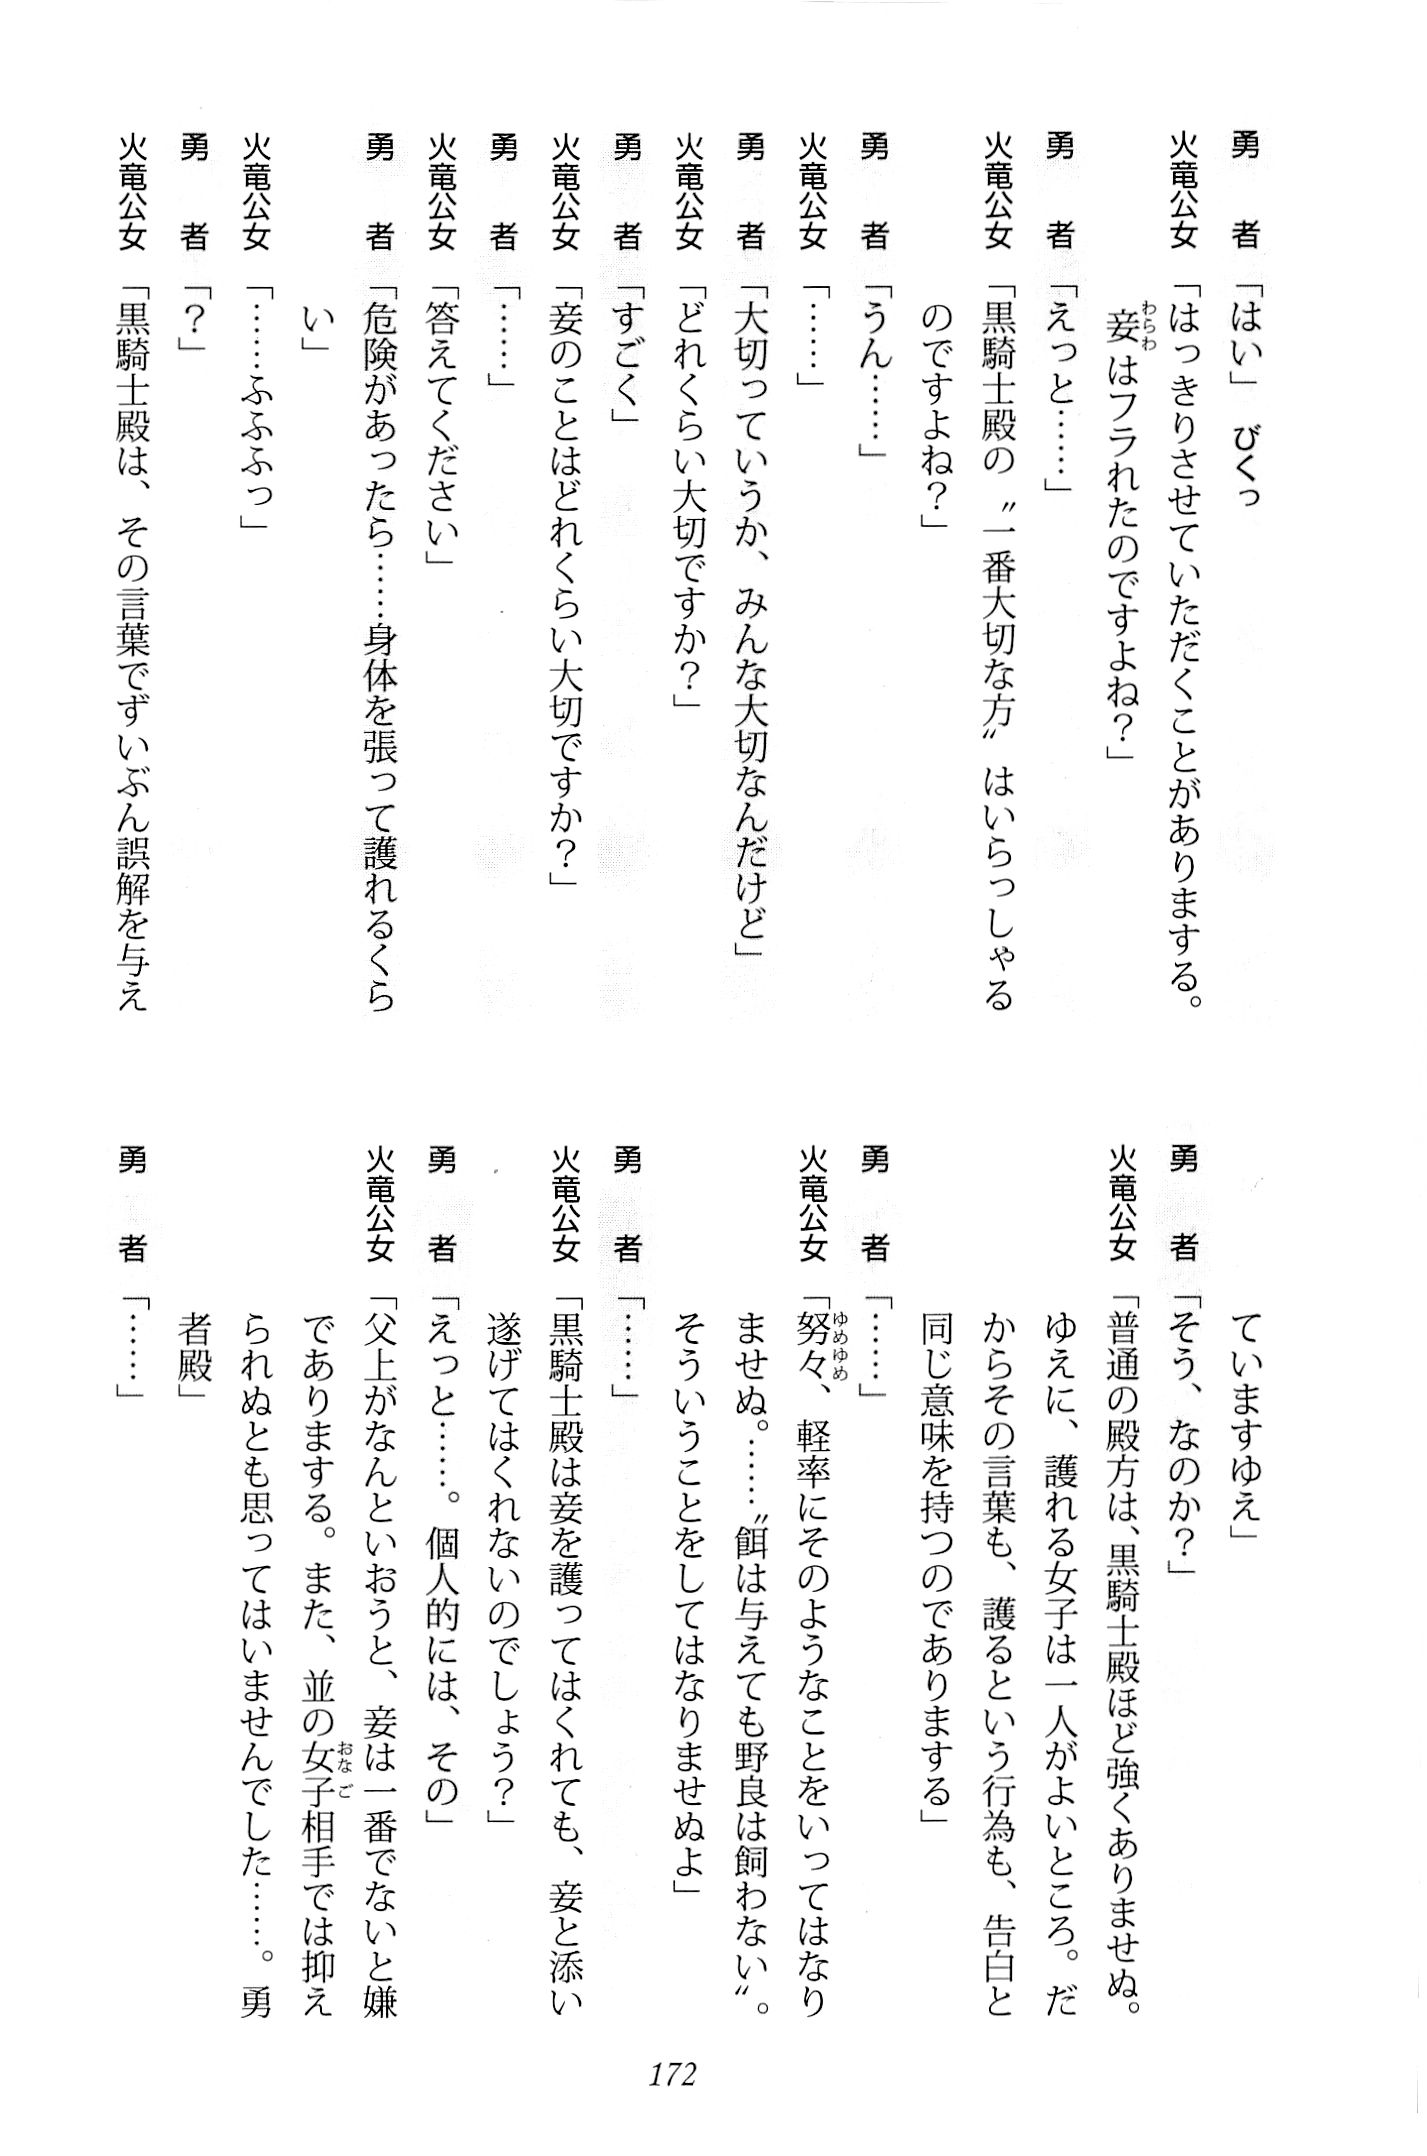 勇者「はい」 びくっ
火竜公女「はっきりさせていただくことがありまする。
妾はフラれたのですよね？」
勇者「えっと……」
火竜公女「黒騎士殿の〝一番大切な方〟はいらっしゃる
のですよね？」
勇者「うん……」
火竜公女「……」
勇者「大切っていうか、みんな大切なんだけど」
火竜公女「どれくらい大切ですか？」
勇者「すごく」
火竜公女「妾のことはどれくらい大切ですか？」
勇者「……」
火竜公女「答えてください」
勇者「危険があったら……身体を張って護れるくら
い」
火竜公女「……ふふふっ」
勇者「？」
火竜公女「黒騎士殿は、その言葉でずいぶん誤解を与え
ていますゆえ」
勇者「そう、なのか？」
火竜公女「普通の殿方は、黒騎士殿ほど強くありませぬ。
ゆえに、護れる女子は一人がよいところ。だ
からその言葉も、護るという行為も、告白と
同じ意味を持つのでありまする」
勇者「……」
火竜公女「努々、軽率にそのようなことをいってはなり
ませぬ。……〝餌は与えても野良は飼わない〟。
そういうことをしてはなりませぬよ」
勇者「……」
火竜公女「黒騎士殿は妾を護ってはくれても、妾と添い
遂げてはくれないのでしょう？」
勇者「えっと……。個人的には、その」
火竜公女「父上がなんといおうと、妾は一番でないと嫌
でありまする。また、並の女子相手では抑え
られぬとも思ってはいませんでした……。勇
者殿」
勇者「……」
172